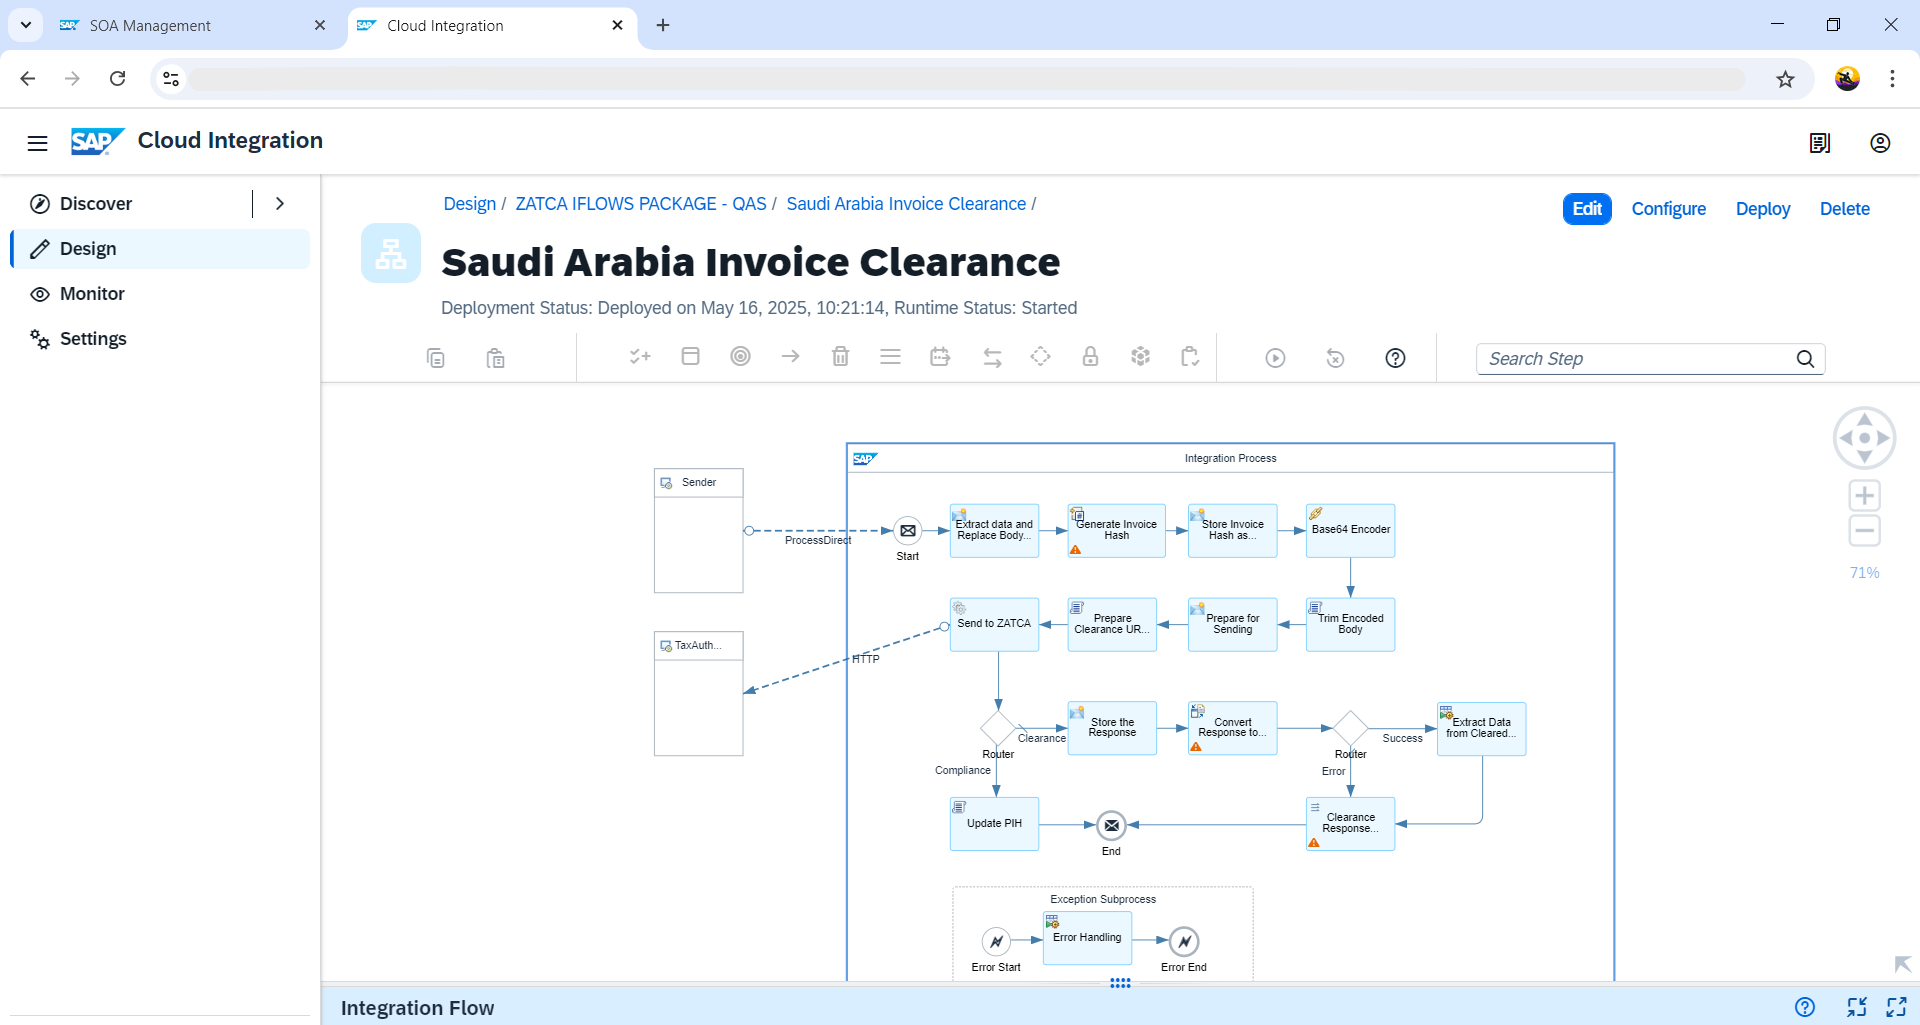 SOA Management
Cloud Integration
SAP Cloud Integration
Discover
Design
Monitor
Settings
Design / ZATCA IFLOWS PACKAGE - QAS / Saudi Arabia Invoice Clearance /
Edit Configure Deploy Delete
Saudi Arabia Invoice Clearance
Deployment Status: Deployed on May 16, 2025, 10:21:14, Runtime Status: Started
Search Step
71%
SAP Integration Process
Sender
ProcessDirect
Start
Extract data and
Replace Body...
Generate Invoice
Hash
Store Invoice
Hash as...
Base64 Encoder
TaxAuth...
HTTP
Send to ZATCA
Prepare
Clearance UR...
Prepare for
Sending
Trim Encoded
Body
Router
Clearance
Compliance
Store the
Response
Convert
Response to...
Router
Success
Error
Extract Data
from Cleared...
Update PIH
End
Clearance
Response...
Exception Subprocess
Error Start
Error Handling
Error End
Integration Flow